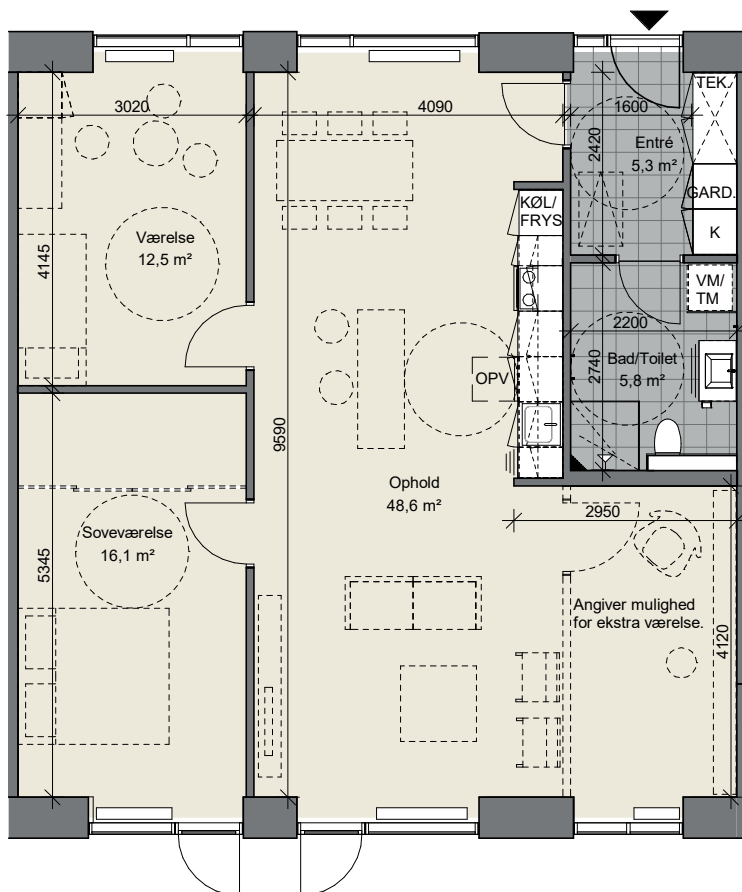 3020
4090
1600
TEK.
2420
Entré
5,3 m²
GARD.
K
KØL/
FRYS
Værelse
12,5 m²
4145
VM/
TM
2200
Bad/Toilet
5,8 m²
2740
OPV
9590
Ophold
48,6 m²
2950
Soveværelse
16,1 m²
5345
Angiver mulighed
for ekstra værelse.
4120